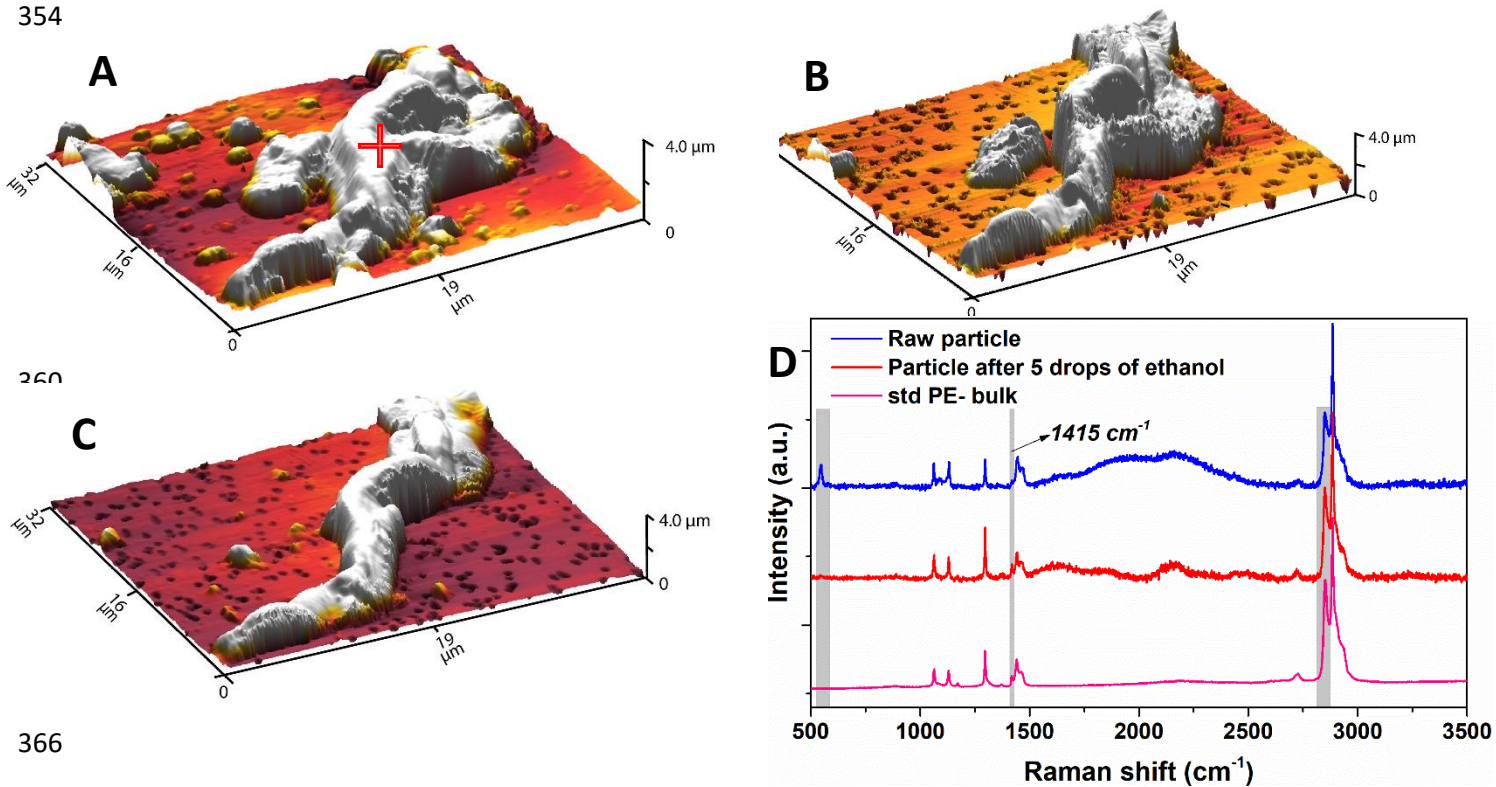 354
A
4.0 µm
0
32
µm
16
µm
19
µm
0
B
4.0 µm
0
16
µm
19
µm
0
360
C
4.0 µm
0
32
µm
16
µm
19
µm
0
D
Raw particle
Particle after 5 drops of ethanol
std PE- bulk
1415 cm⁻¹
Intensity (a.u.)
500 1000 1500 2000 2500 3000 3500
Raman shift (cm⁻¹)
366